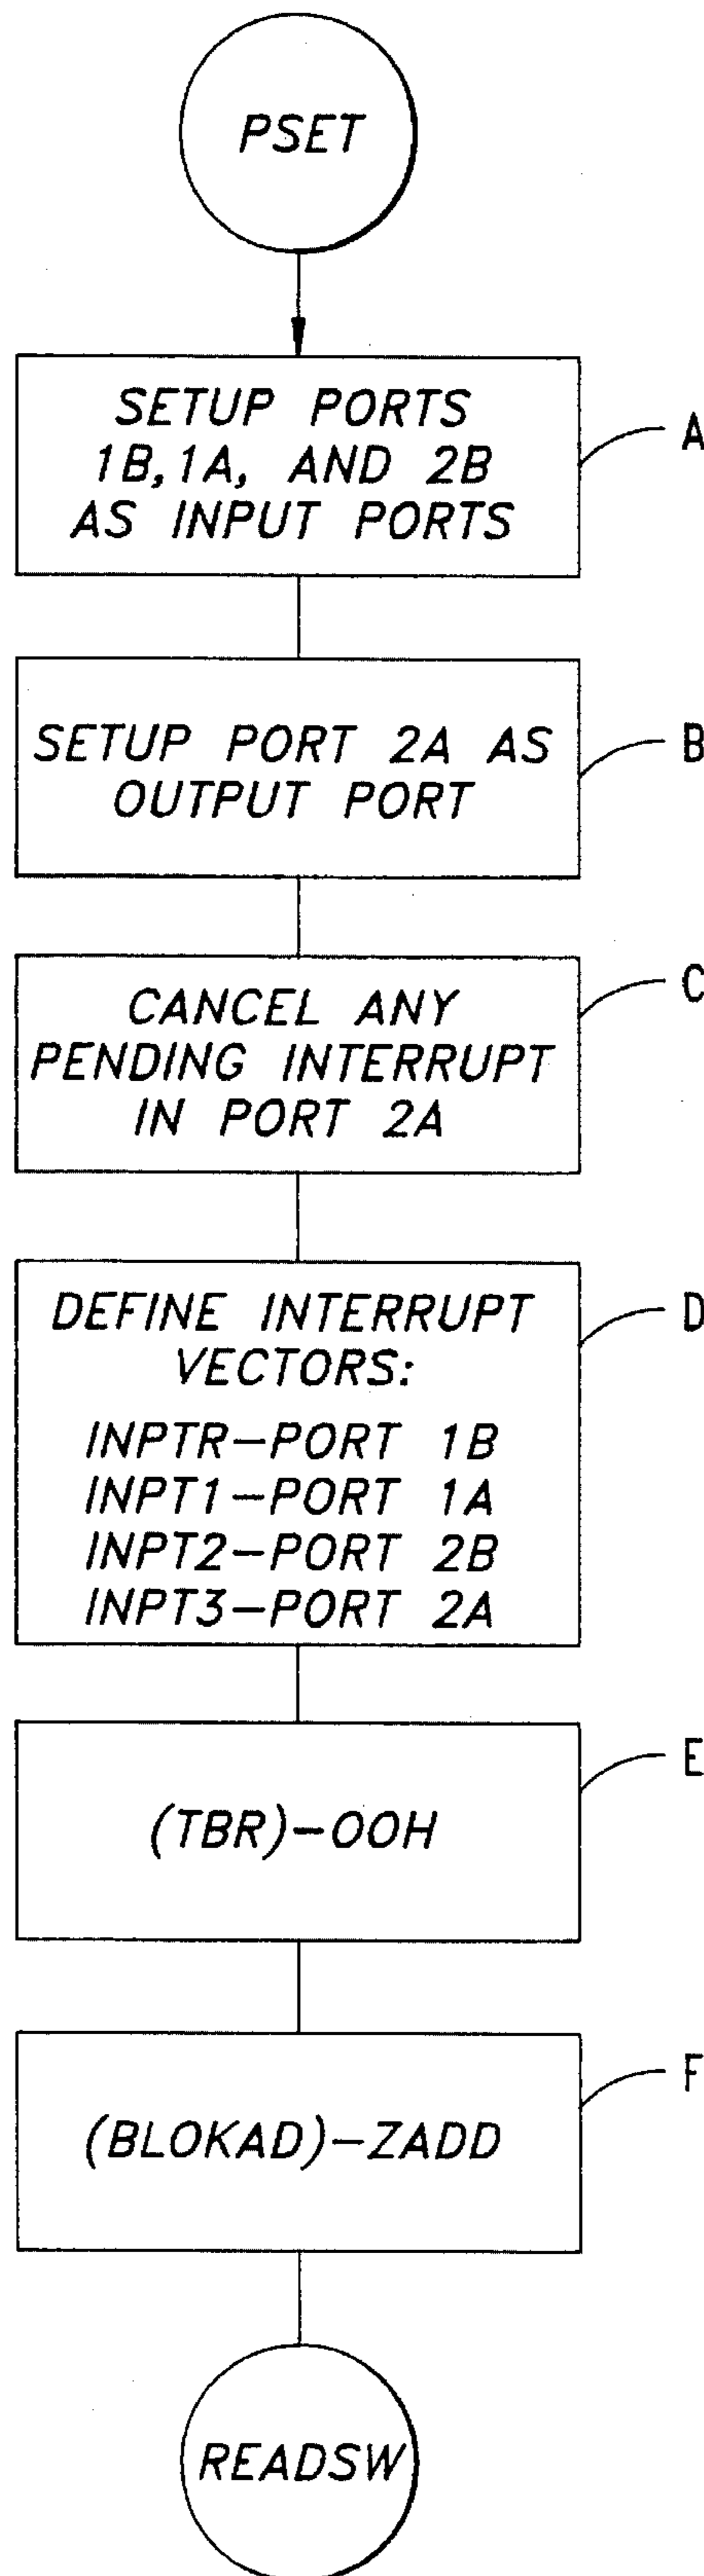 PSET
SETUP PORTS
1B,1A, AND 2B
AS INPUT PORTS
A
SETUP PORT 2A AS
OUTPUT PORT
B
CANCEL ANY
PENDING INTERRUPT
IN PORT 2A
C
DEFINE INTERRUPT
VECTORS:
INPTR-PORT 1B
INPT1-PORT 1A
INPT2-PORT 2B
INPT3-PORT 2A
D
(TBR)-OOH
E
(BLOKAD)-ZADD
F
READSW